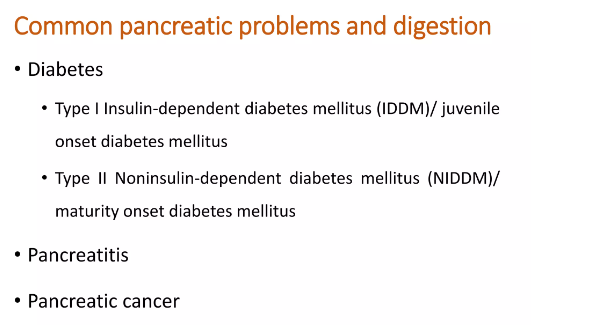 Common pancreatic problems and digestion
• Diabetes
• Type I Insulin-dependent diabetes mellitus (IDDM)/ juvenile
onset diabetes mellitus
• Type II Noninsulin-dependent diabetes mellitus (NIDDM)/
maturity onset diabetes mellitus
• Pancreatitis
• Pancreatic cancer